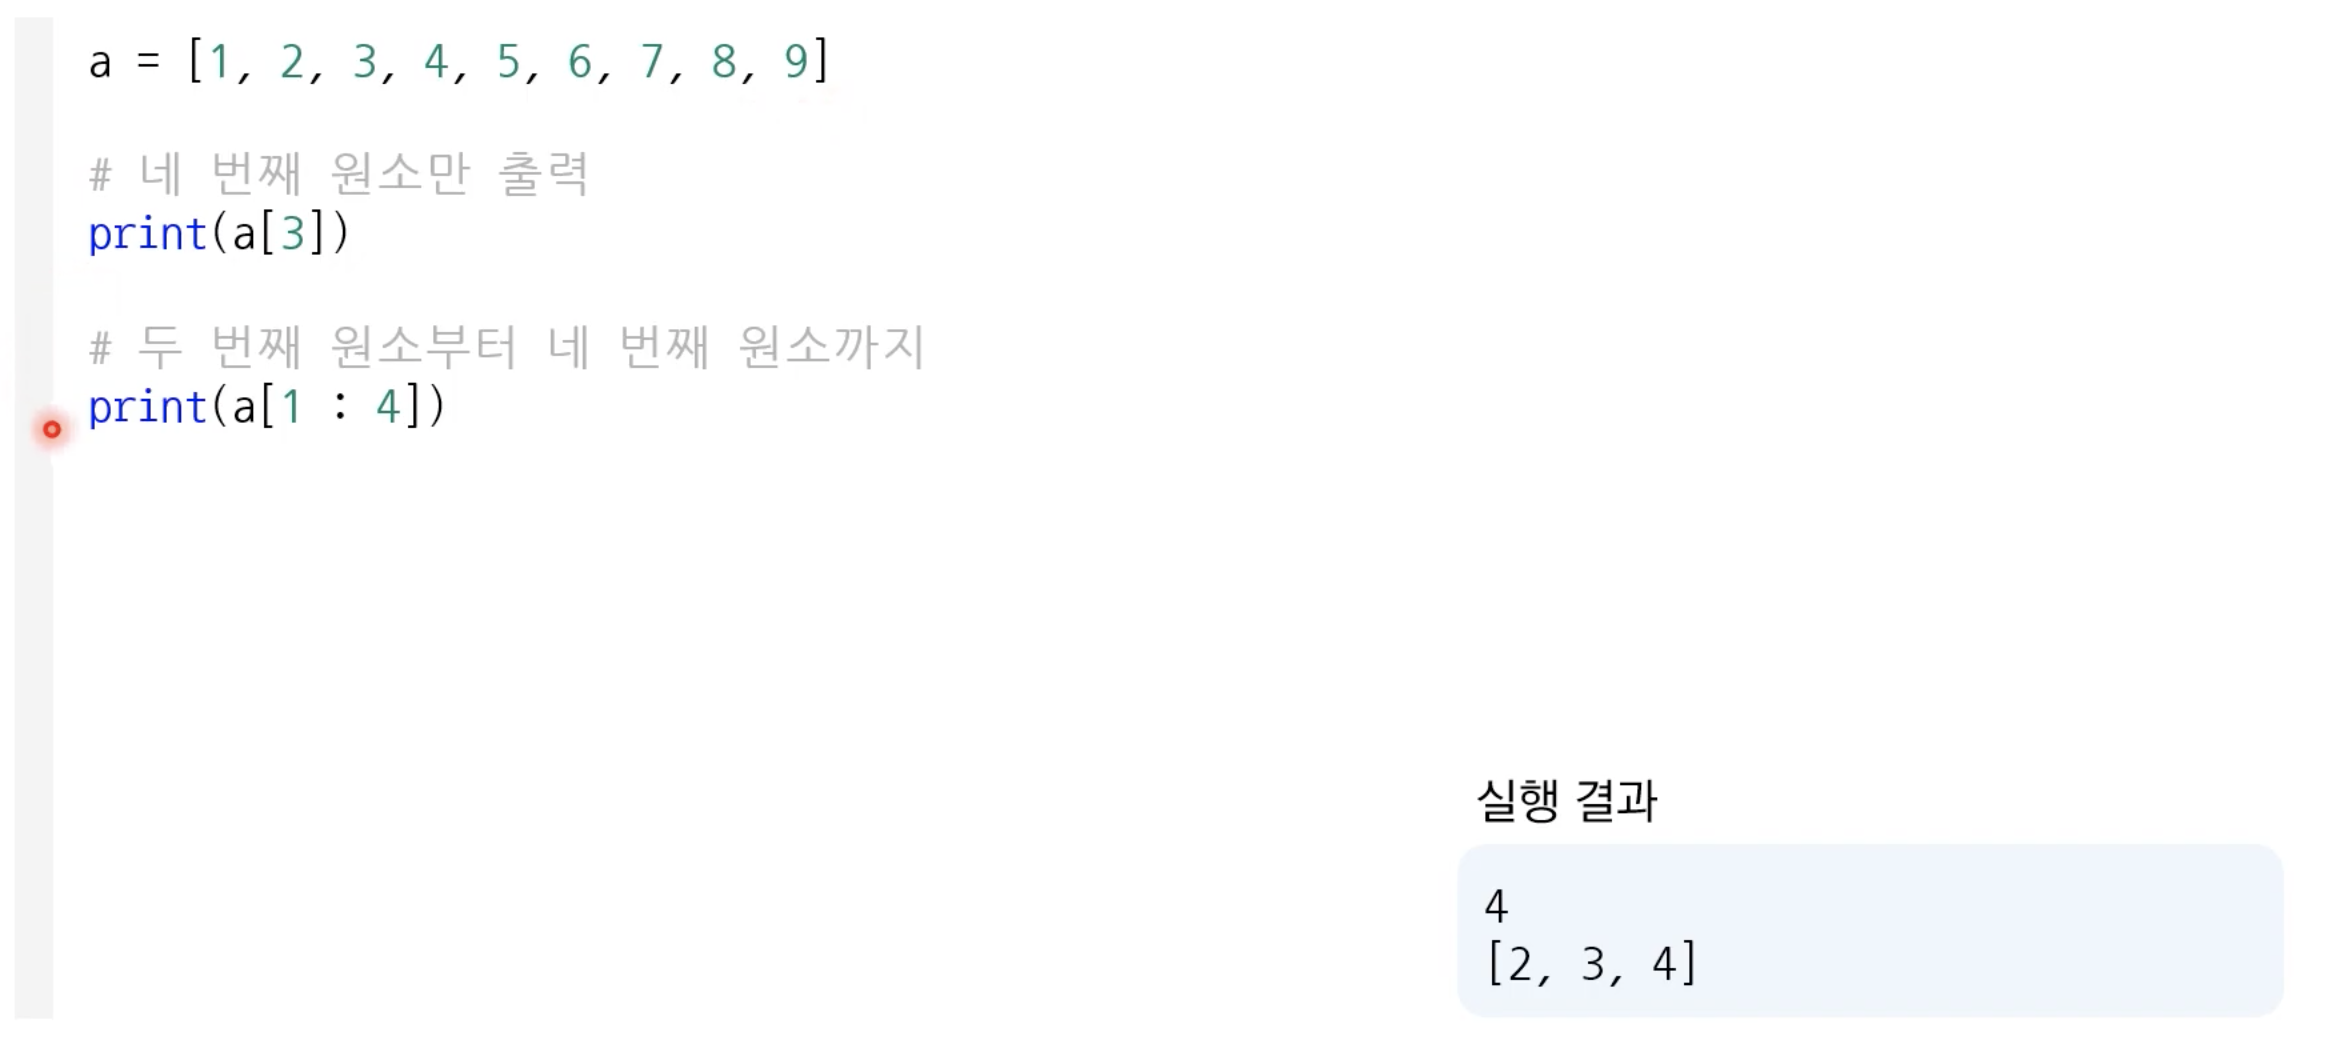 a = [1, 2, 3, 4, 5, 6, 7, 8, 9]
# 네 번째 원소만 출력
print(a[3])
# 두 번째 원소부터 네 번째 원소까지
print(a[1 : 4])
실행 결과
4
[2, 3, 4]